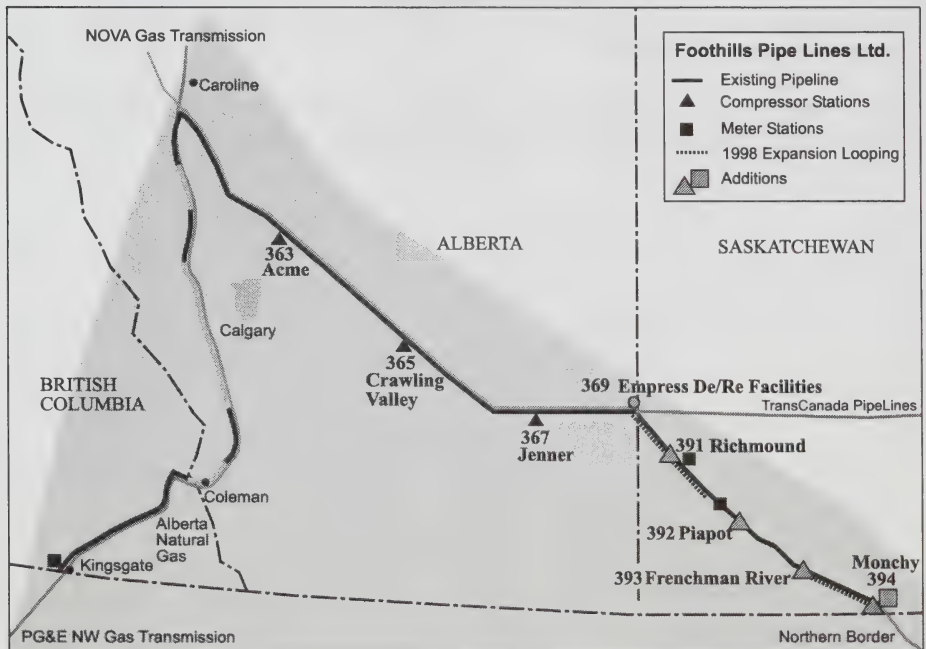 NOVA Gas Transmission
Caroline
Foothills Pipe Lines Ltd.
Existing Pipeline
Compressor Stations
Meter Stations
1998 Expansion Looping
Additions
363
Acme
ALBERTA
SASKATCHEWAN
Calgary
365
Crawling
Valley
BRITISH
COLUMBIA
369 Empress De/Re Facilities
TransCanada PipeLines
367
Jenner
391 Richmound
Coleman
Alberta
Natural
Gas
392 Piapot
Kingsgate
393 Frenchman River
Monchy
394
PG&E NW Gas Transmission
Northern Border